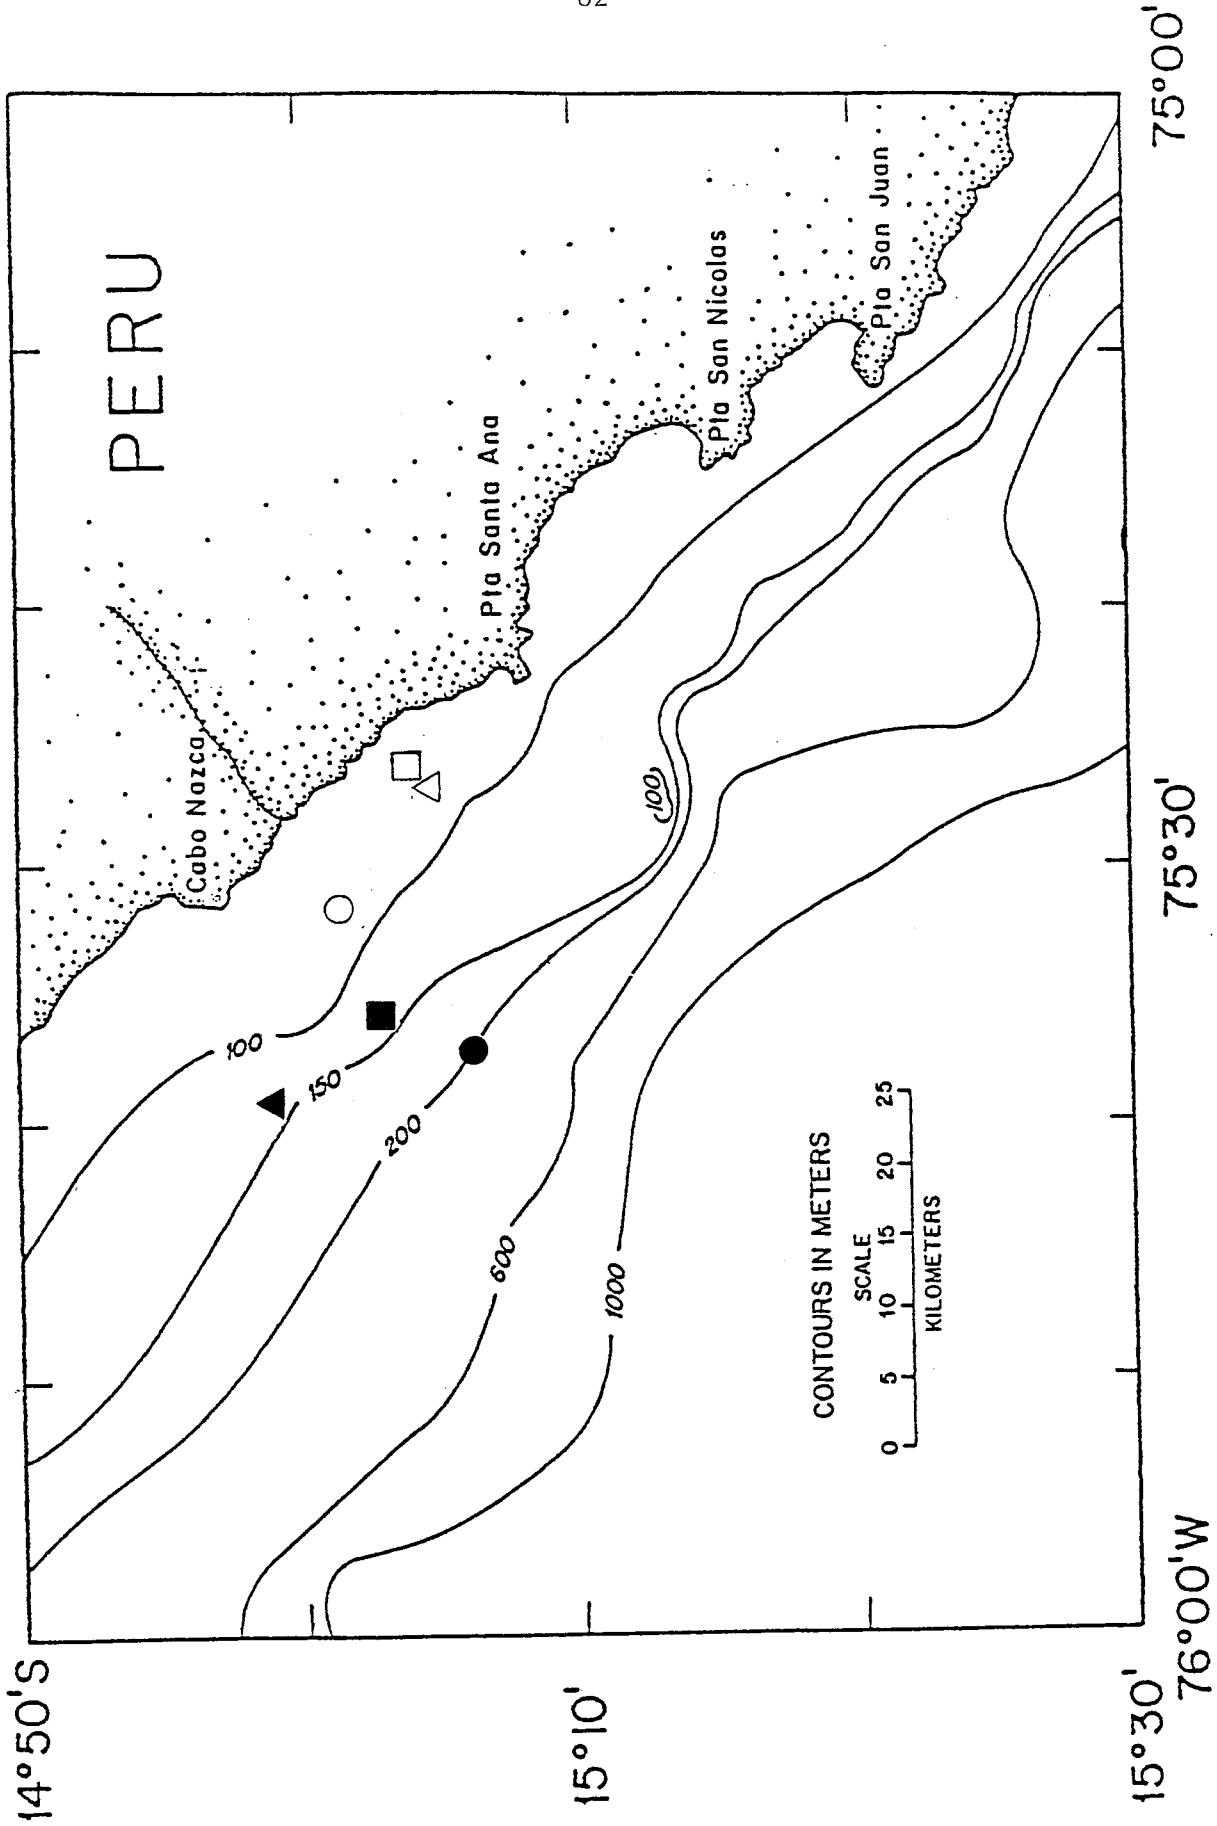 PERU
Cabo Nazca
Pta Santa Ana
Pta San Nicolas
Pta San Juan
100
150
200
600
1000
100
CONTOURS IN METERS
SCALE
0 5 10 15 20 25
KILOMETERS
14°50'S
15°10'
15°30'
76°00'W
75°30'
75°00'